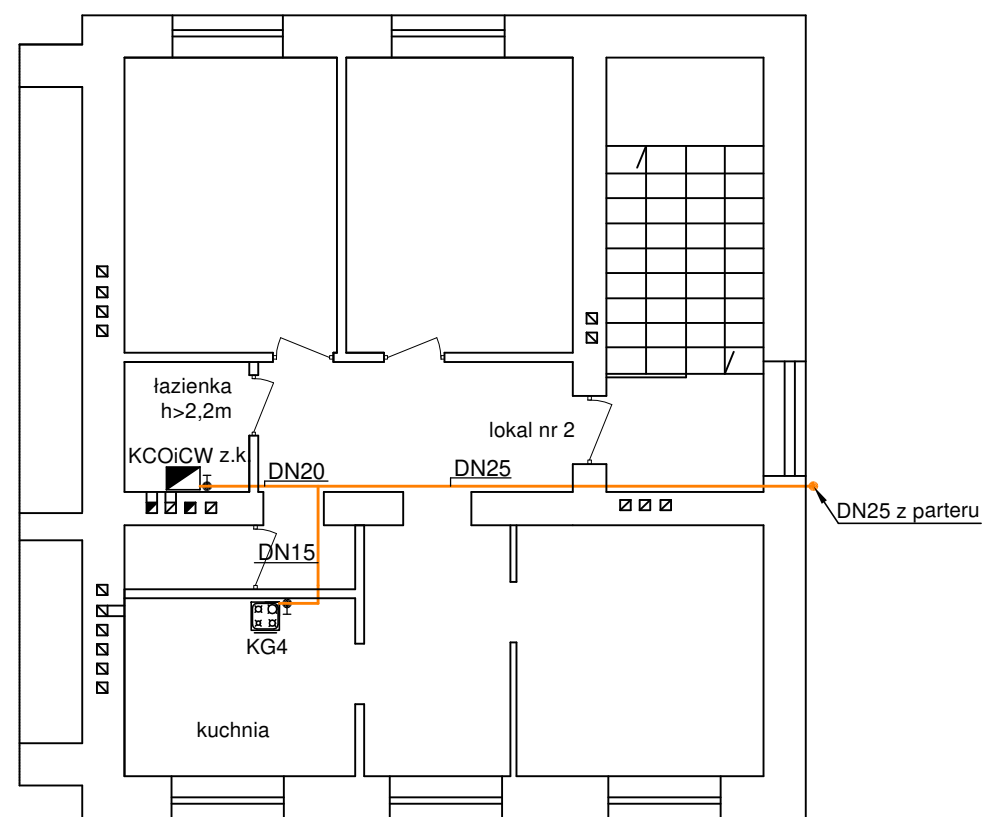 łazienka
h>2,2m
lokal nr 2
KCOiCW z.k
DN20
DN25
DN25 z parteru
DN15
KG4
kuchnia